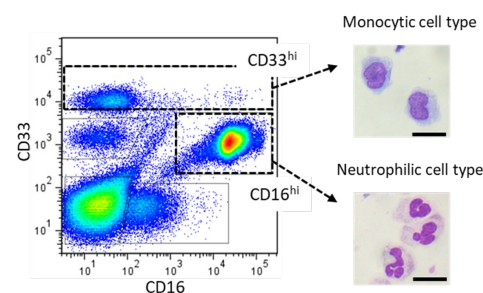 Monocytic cell type
CD33hi
10^5
10^4
10^3
10^2
10^1
CD33
Neutrophilic cell type
CD16hi
10^1 10^2 10^3 10^4 10^5
CD16